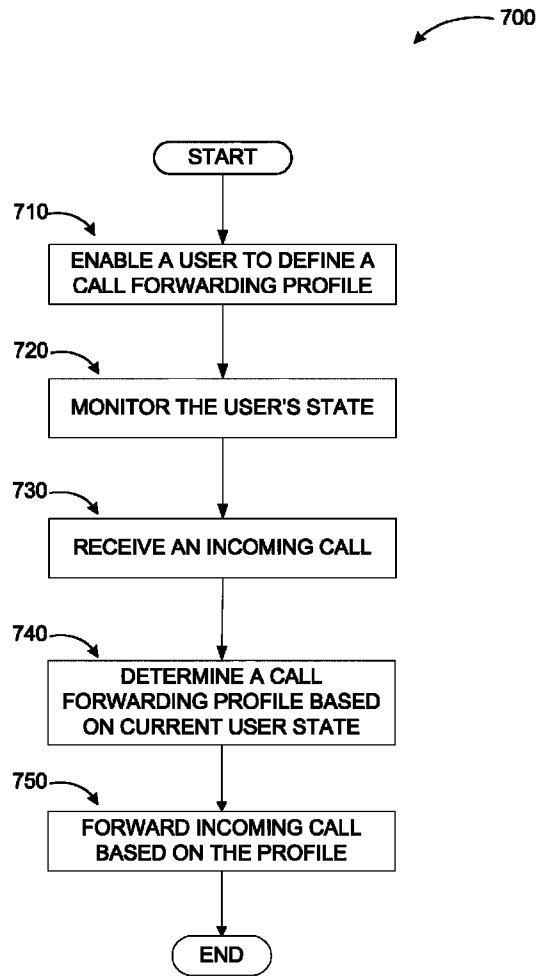 700
START
710
ENABLE A USER TO DEFINE A
CALL FORWARDING PROFILE
720
MONITOR THE USER'S STATE
730
RECEIVE AN INCOMING CALL
740
DETERMINE A CALL
FORWARDING PROFILE BASED
ON CURRENT USER STATE
750
FORWARD INCOMING CALL
BASED ON THE PROFILE
END